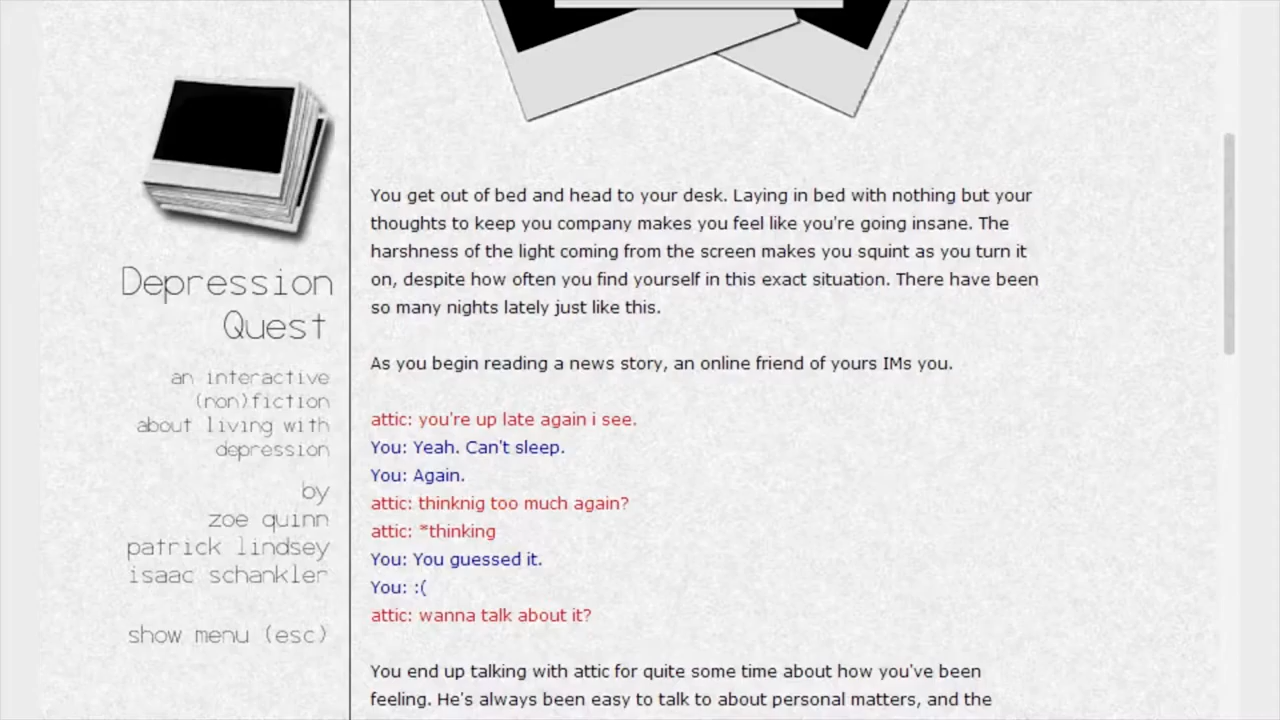 Depression
Quest
an interactive
(non)fiction
about living with
depression
by
zoe quinn
patrick lindsey
isaac schankler
show menu (esc)
You get out of bed and head to your desk. Laying in bed with nothing but your
thoughts to keep you company makes you feel like you're going insane. The
harshness of the light coming from the screen makes you squint as you turn it
on, despite how often you find yourself in this exact situation. There have been
so many nights lately just like this.
As you begin reading a news story, an online friend of yours IMs you.
attic: you're up late again i see.
You: Yeah. Can't sleep.
You: Again.
attic: thinknig too much again?
attic: *thinking
You: You guessed it.
You: :(
attic: wanna talk about it?
You end up talking with attic for quite some time about how you've been
feeling. He's always been easy to talk to about personal matters, and the